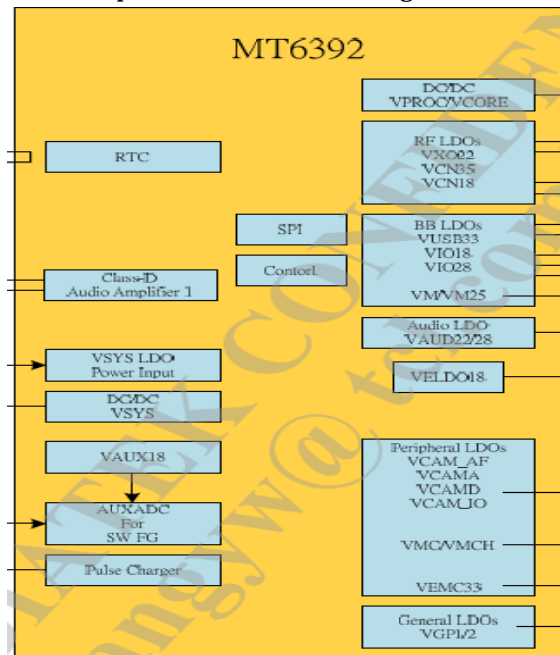 MT6392
RTC
Class-D
Audio Amplifier 1
VSYS LDO
Power Input
DC/DC
VSYS
VAUX18
AUXADC
For
SW FG
Pulse Charger
SPI
Contorl
DC/DC
VPROC/VCORE
RF LDOs
VXO22
VCN35
VCN18
BB LDOs
VUSB33
VIO18
VIO28
VM/VM25
Audio LDO
VAUD22/28
VELDO18
Peripheral LDOs
VCAM_AF
VCAMA
VCAMD
VCAM_IO
VMC/VMCH
VEMC33
General LDOs
VGP1/2